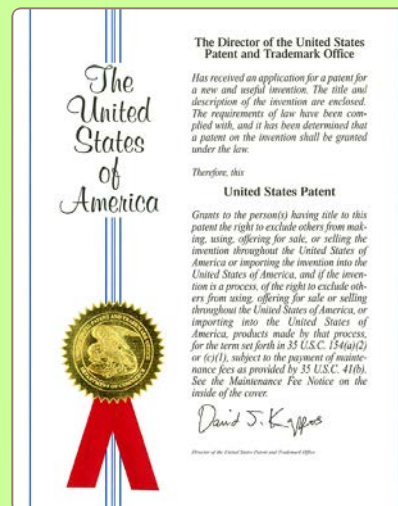 The
United
States
of
America
The Director of the United States
Patent and Trademark Office
Has received an application for a patent for
a new and useful invention. The title and
description of the invention are enclosed.
The requirements of law have been com-
plied with, and it has been determined that
a patent on the invention shall be granted
under the law.
Therefore, this
United States Patent
Grants to the person(s) having title to this
patent the right to exclude others from mak-
ing, using, offering for sale, or selling the
invention throughout the United States of
America or importing the invention into the
United States of America, and if the inven-
tion is a process, of the right to exclude oth-
ers from using, offering for sale or selling
throughout the United States of America, or
importing into the United States of
America, products made by that process,
for the term set forth in 35 U.S.C. 154(a)(2)
or (c)(1), subject to the payment of mainte-
nance fees as provided by 35 U.S.C. 41(b).
See the Maintenance Fee Notice on the
inside of the cover.
David J. Kappos
Director of the United States Patent and Trademark Office